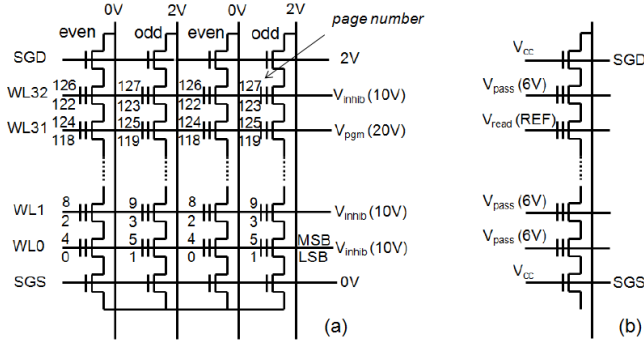 0V 2V 0V 2V
even odd even odd page number
SGD 2V
126 127 126 127
WL32 Vinhib (10V)
122 123 122 123
124 125 124 125
WL31 Vpgm (20V)
118 119 118 119
8 9 8 9
WL1 Vinhib (10V)
2 3 2 3
4 5 4 5 MSB
WL0 Vinhib (10V)
0 1 0 1 LSB
SGS 0V
(a)
Vcc SGD
Vpass (6V)
Vread (REF)
Vpass (6V)
Vpass (6V)
Vcc SGS
(b)